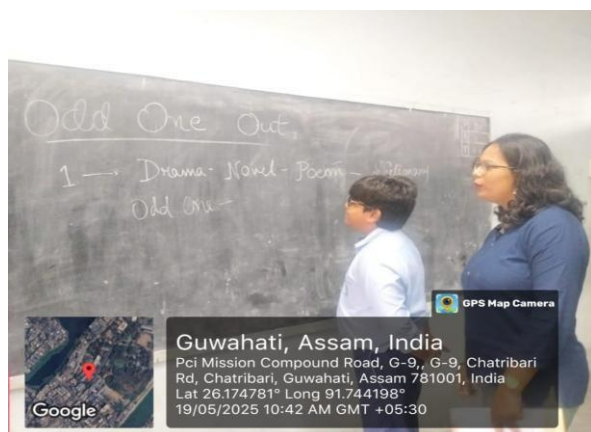 Odd One Out
1 → Drama - Novel - Poem - Dictionary
Odd One -
GPS Map Camera
Guwahati, Assam, India
Pci Mission Compound Road, G-9,, G-9, Chatribari
Rd, Chatribari, Guwahati, Assam 781001, India
Lat 26.174781° Long 91.744198°
19/05/2025 10:42 AM GMT +05:30
Google